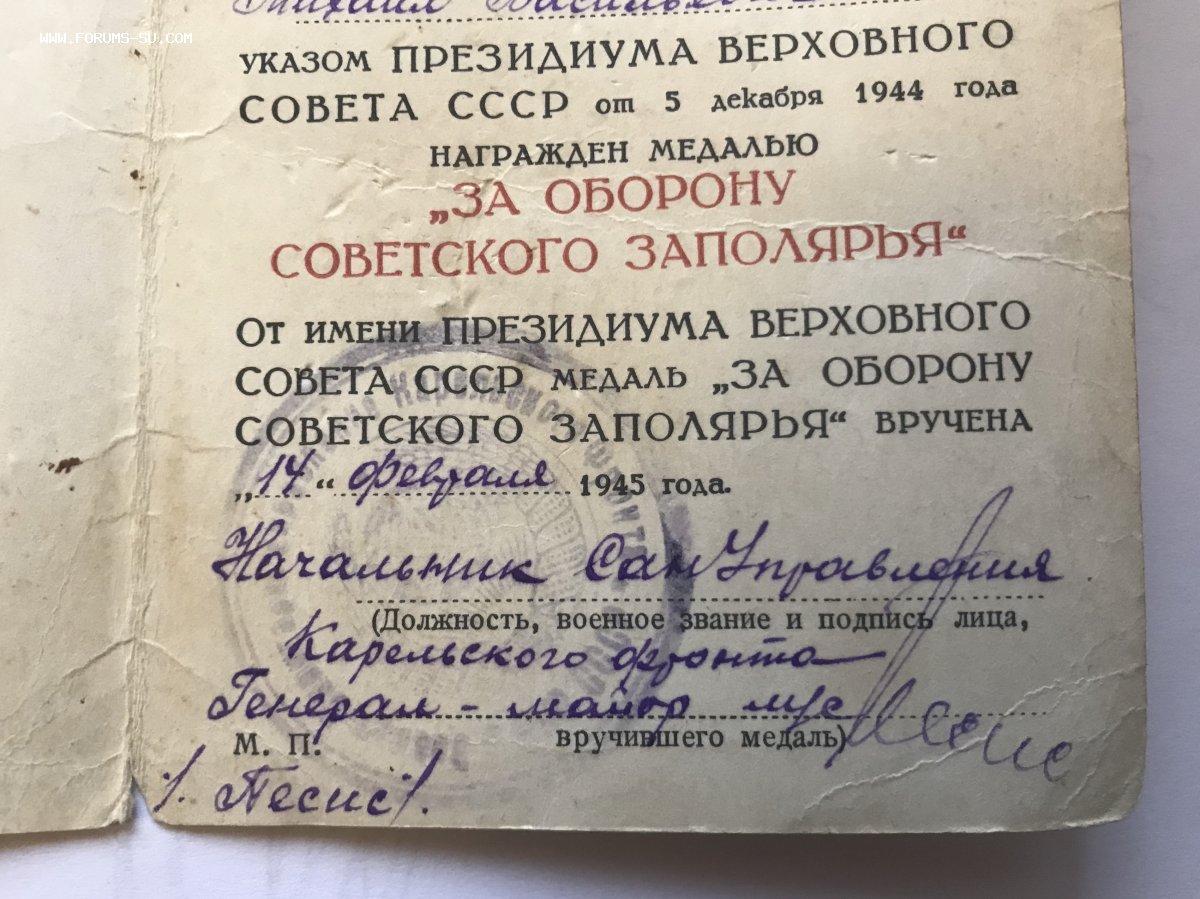 WWW.FORUMS-SU.COM
Михаил Васильевич
УКАЗОМ ПРЕЗИДИУМА ВЕРХОВНОГО
СОВЕТА СССР от 5 декабря 1944 года
НАГРАЖДЕН МЕДАЛЬЮ
„ЗА ОБОРОНУ
СОВЕТСКОГО ЗАПОЛЯРЬЯ“
ОТ ИМЕНИ ПРЕЗИДИУМА ВЕРХОВНОГО
СОВЕТА СССР МЕДАЛЬ „ЗА ОБОРОНУ
СОВЕТСКОГО ЗАПОЛЯРЬЯ“ ВРУЧЕНА
„14“ февраля 1945 года.
Начальник СанУправления
(Должность, военное звание и подпись лица,
Карельского фронта
Генерал-майор м/с
вручившего медаль)
М. П.
/. Песис/.